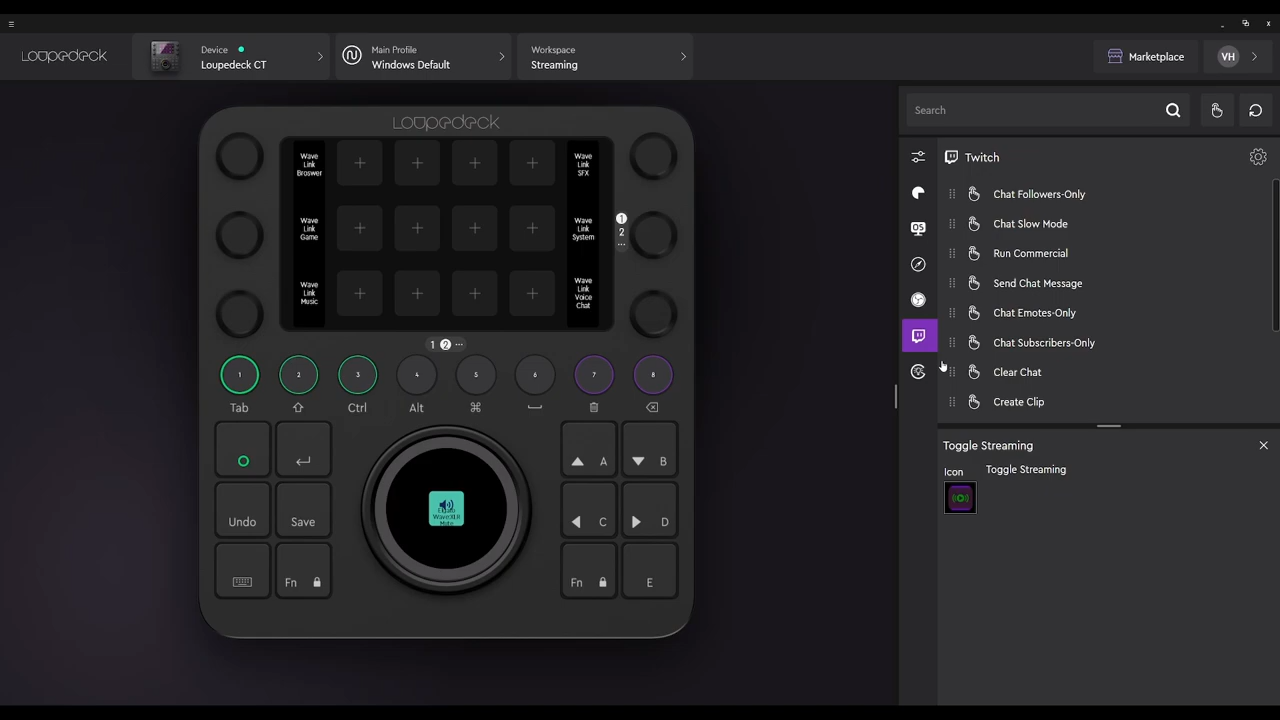 Loupedeck
Device
Loupedeck CT
Main Profile
Windows Default
Workspace
Streaming
Marketplace
VH
Search
Twitch
Chat Followers-Only
Chat Slow Mode
Run Commercial
Send Chat Message
Chat Emotes-Only
Chat Subscribers-Only
Clear Chat
Create Clip
Toggle Streaming
Icon
Toggle Streaming
Loupedeck
Wave
Link
Broswer
Wave
Link
SFX
Wave
Link
Game
Wave
Link
System
Wave
Link
Music
Wave
Link
Voice
Chat
1
2
...
1 2 ...
1 2 3 4 5 6 7 8
Tab Ctrl Alt
A B
Undo Save
C D
Fn Fn E